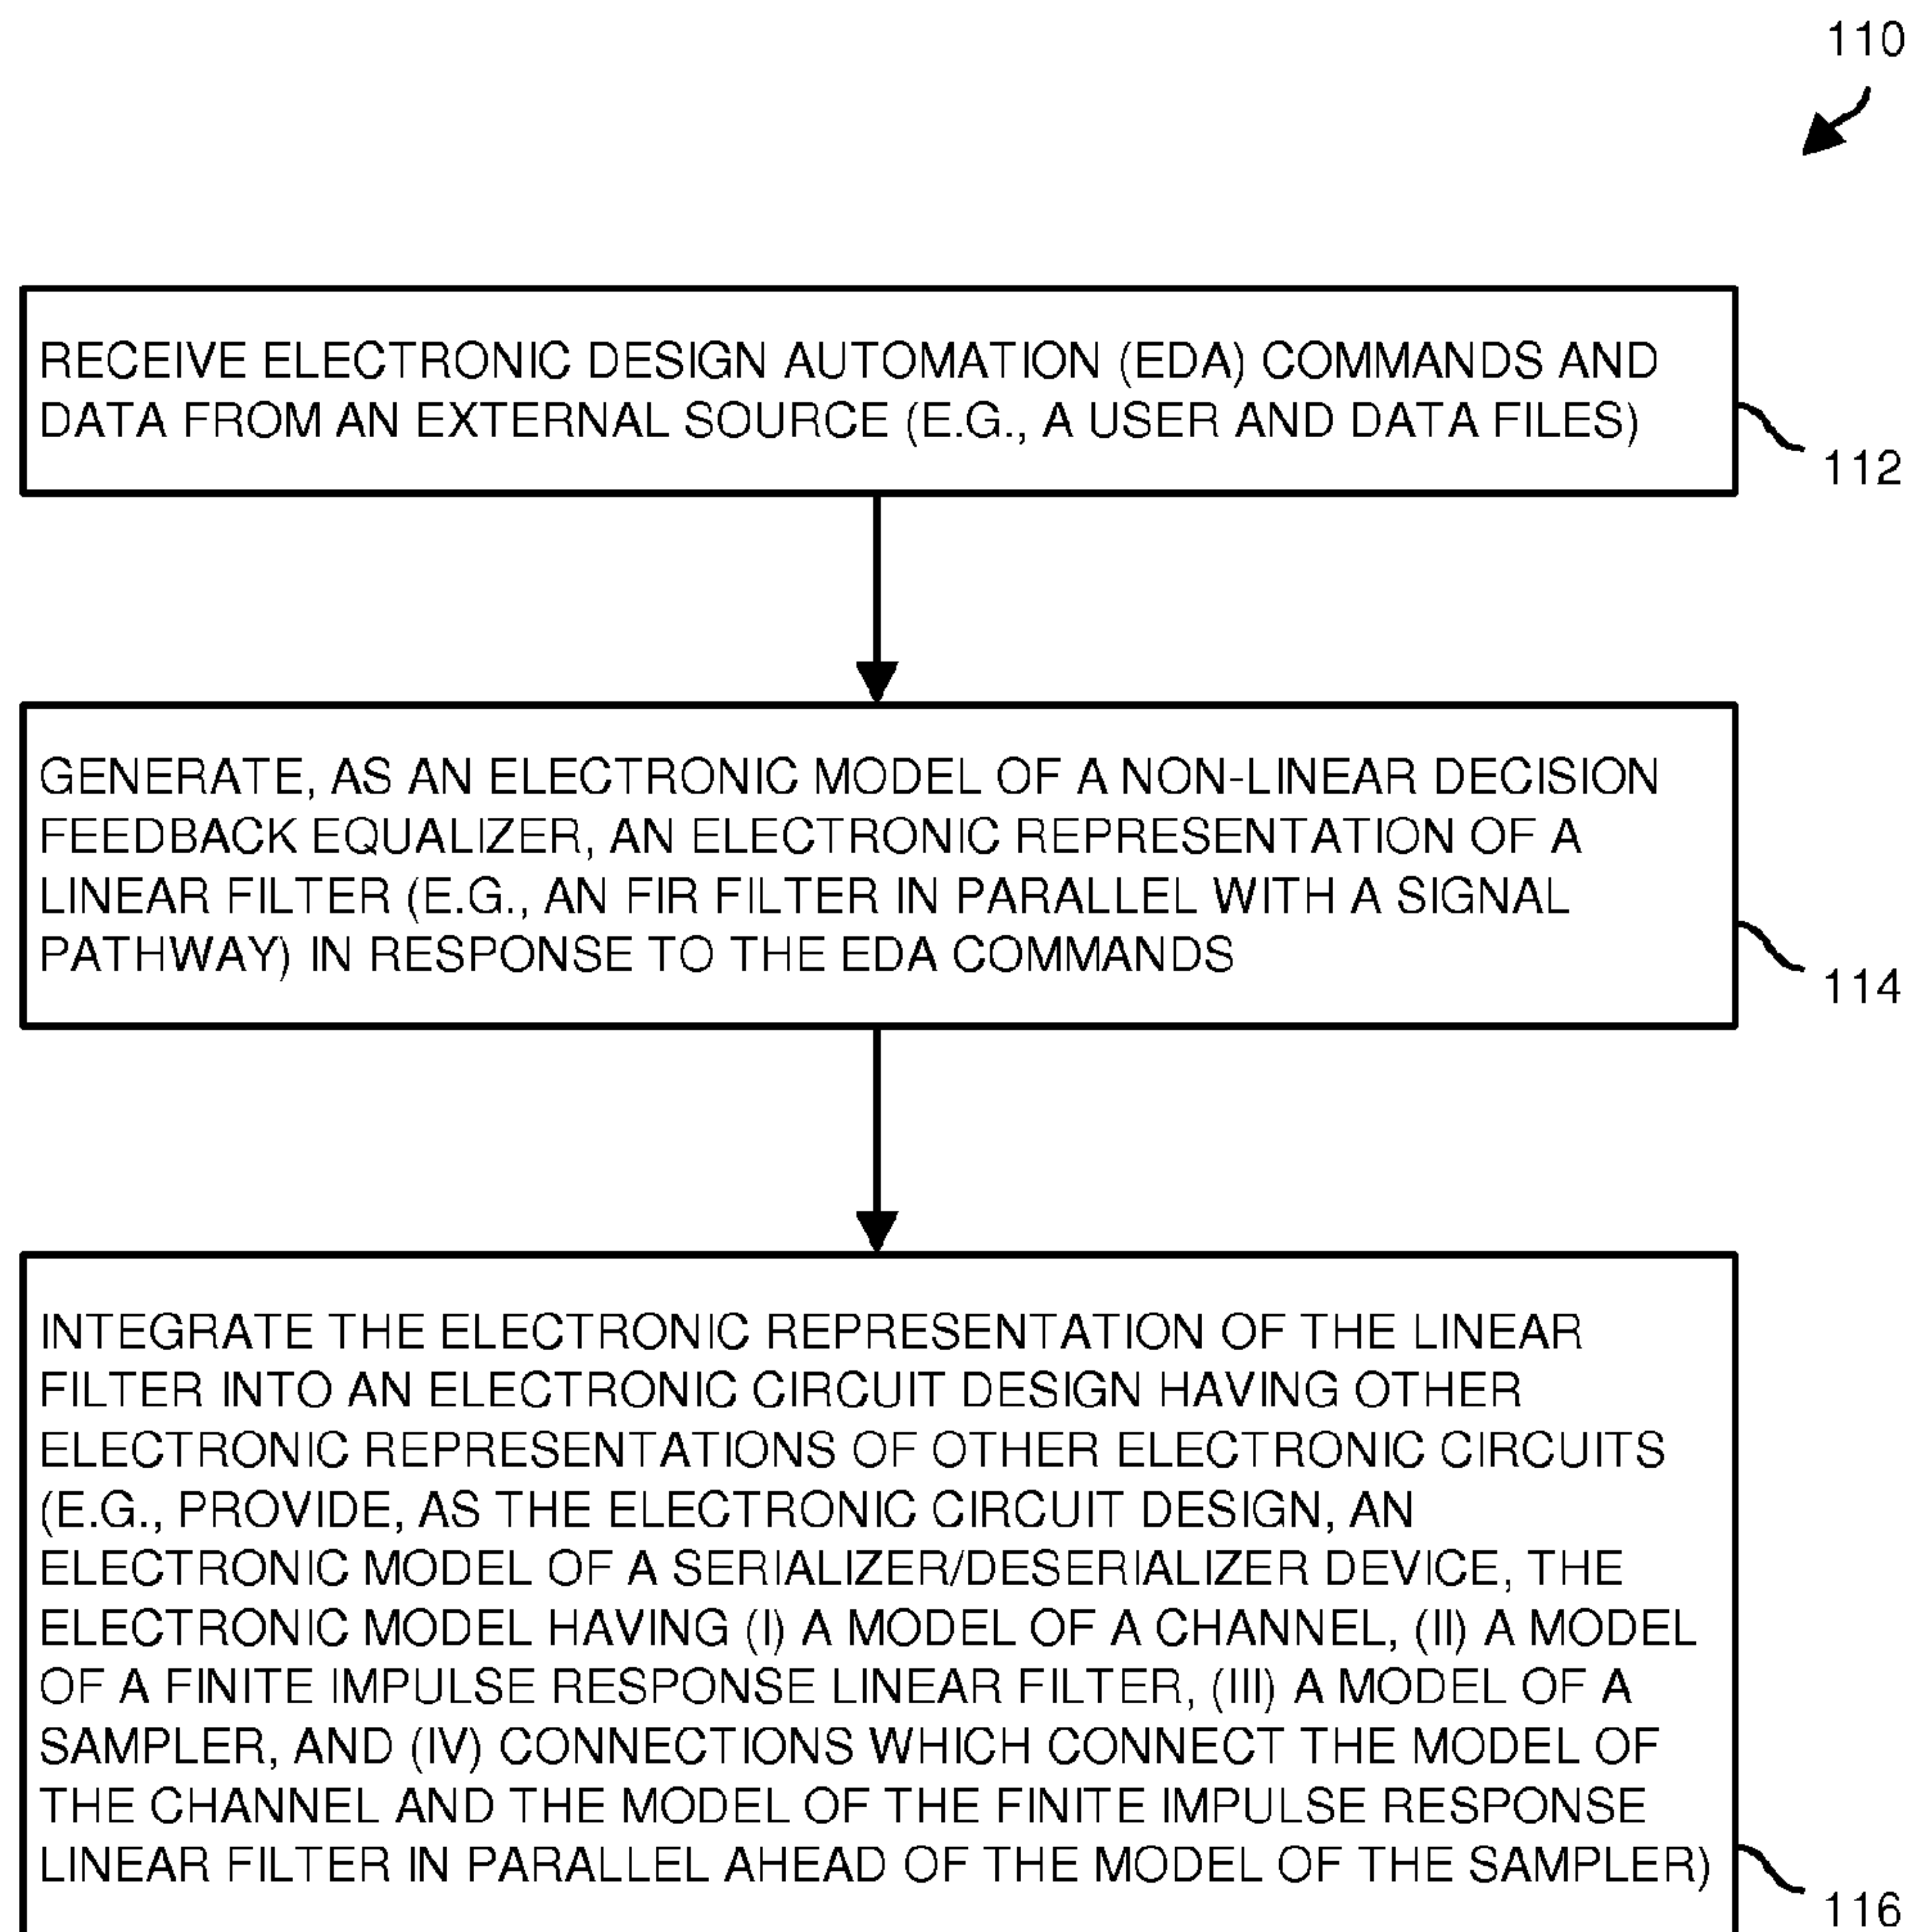 110
RECEIVE ELECTRONIC DESIGN AUTOMATION (EDA) COMMANDS AND
DATA FROM AN EXTERNAL SOURCE (E.G., A USER AND DATA FILES)
112
GENERATE, AS AN ELECTRONIC MODEL OF A NON-LINEAR DECISION
FEEDBACK EQUALIZER, AN ELECTRONIC REPRESENTATION OF A
LINEAR FILTER (E.G., AN FIR FILTER IN PARALLEL WITH A SIGNAL
PATHWAY) IN RESPONSE TO THE EDA COMMANDS
114
INTEGRATE THE ELECTRONIC REPRESENTATION OF THE LINEAR
FILTER INTO AN ELECTRONIC CIRCUIT DESIGN HAVING OTHER
ELECTRONIC REPRESENTATIONS OF OTHER ELECTRONIC CIRCUITS
(E.G., PROVIDE, AS THE ELECTRONIC CIRCUIT DESIGN, AN
ELECTRONIC MODEL OF A SERIALIZER/DESERIALIZER DEVICE, THE
ELECTRONIC MODEL HAVING (I) A MODEL OF A CHANNEL, (II) A MODEL
OF A FINITE IMPULSE RESPONSE LINEAR FILTER, (III) A MODEL OF A
SAMPLER, AND (IV) CONNECTIONS WHICH CONNECT THE MODEL OF
THE CHANNEL AND THE MODEL OF THE FINITE IMPULSE RESPONSE
LINEAR FILTER IN PARALLEL AHEAD OF THE MODEL OF THE SAMPLER)
116